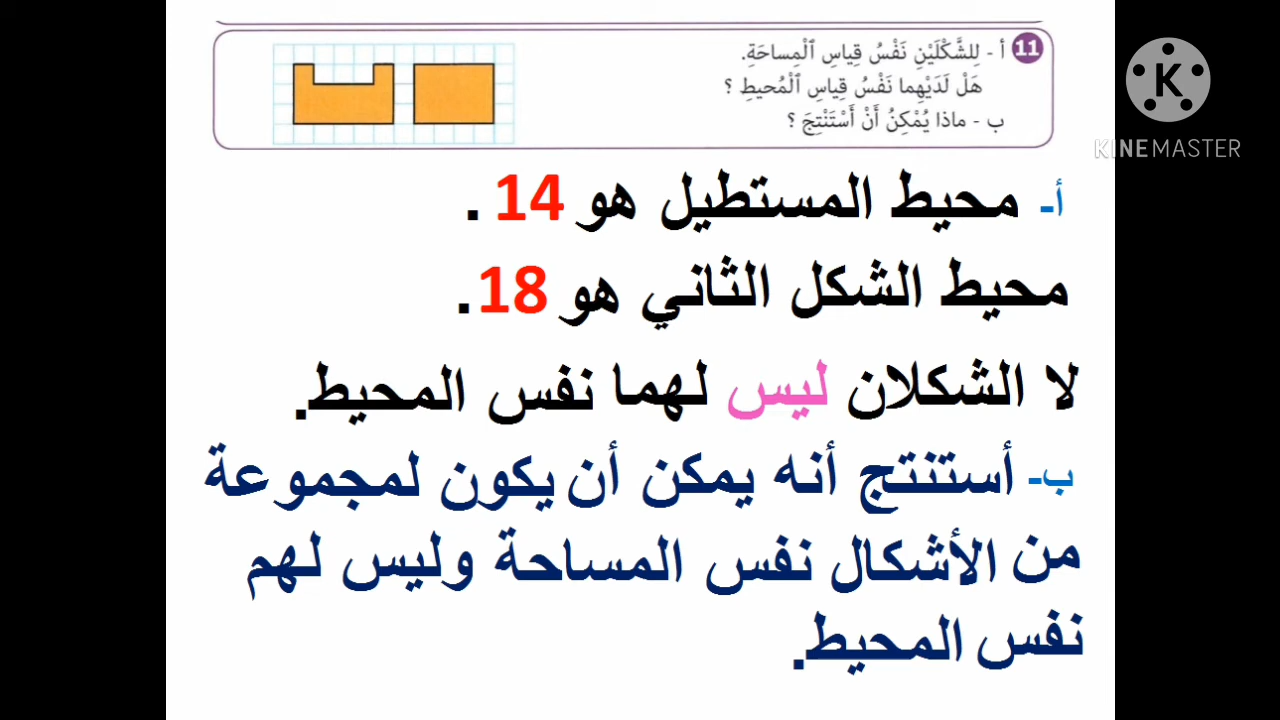 11 أ - لِلشَّكْلَيْنِ نَفْسُ قِياسِ ٱلْمِساحَةِ.
هَلْ لَدَيْهِما نَفْسُ قِياسِ ٱلْمُحيطِ ؟
ب - ماذا يُمْكِنُ أَنْ أَسْتَنْتِجَ ؟
K
KINEMASTER
أ- محيط المستطيل هو 14 .
محيط الشكل الثاني هو 18.
لا الشكلان ليس لهما نفس المحيط.
ب- أستنتج أنه يمكن أن يكون لمجموعة
من الأشكال نفس المساحة وليس لهم
نفس المحيط.